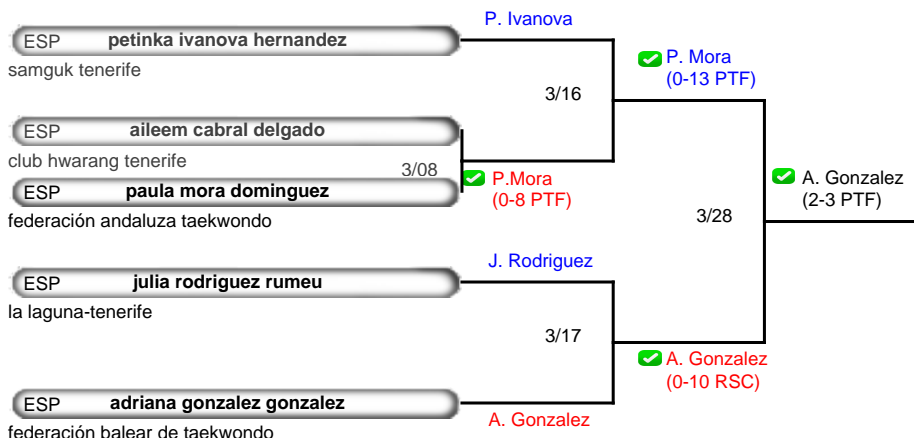 P. Ivanova
ESP petinka ivanova hernandez
samguk tenerife
P. Mora
(0-13 PTF)
3/16
ESP aileem cabral delgado
club hwarang tenerife
3/08
P.Mora
(0-8 PTF)
ESP paula mora dominguez
federación andaluza taekwondo
A. Gonzalez
(2-3 PTF)
3/28
J. Rodriguez
ESP julia rodriguez rumeu
la laguna-tenerife
3/17
A. Gonzalez
(0-10 RSC)
ESP adriana gonzalez gonzalez
A. Gonzalez
federación balear de taekwondo